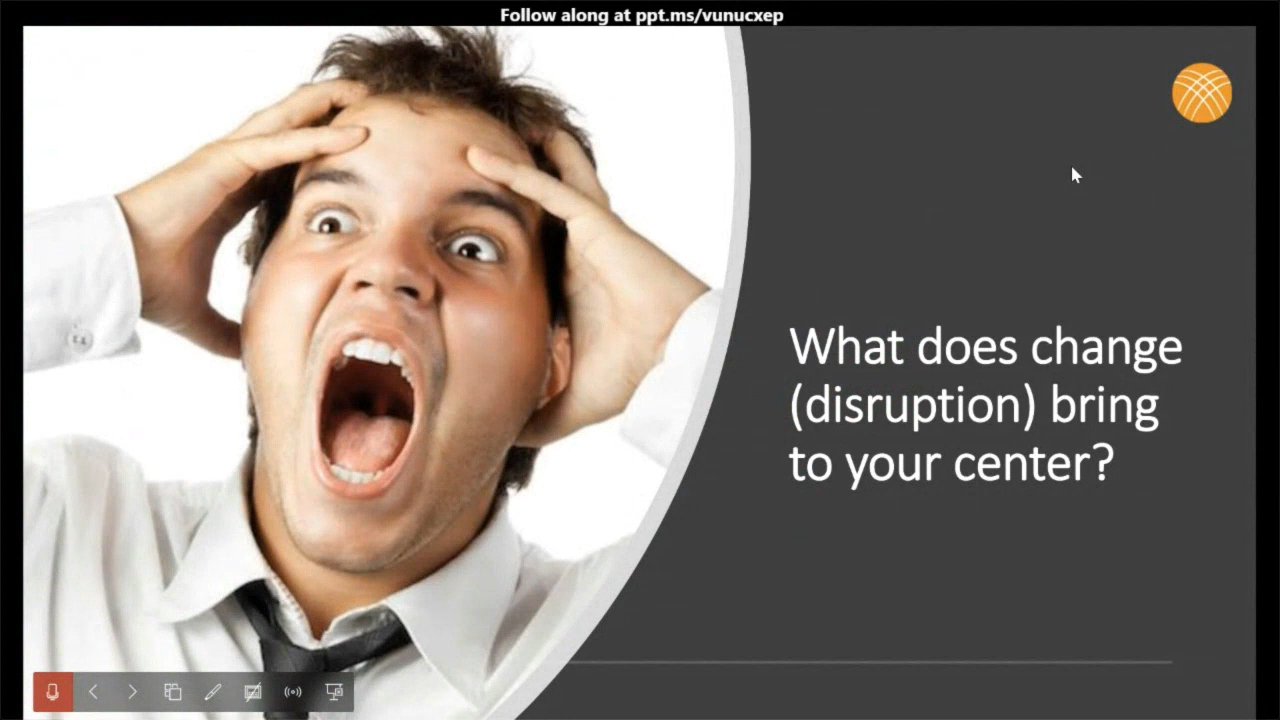 Follow along at ppt.ms/vunucxep
What does change
(disruption) bring
to your center?